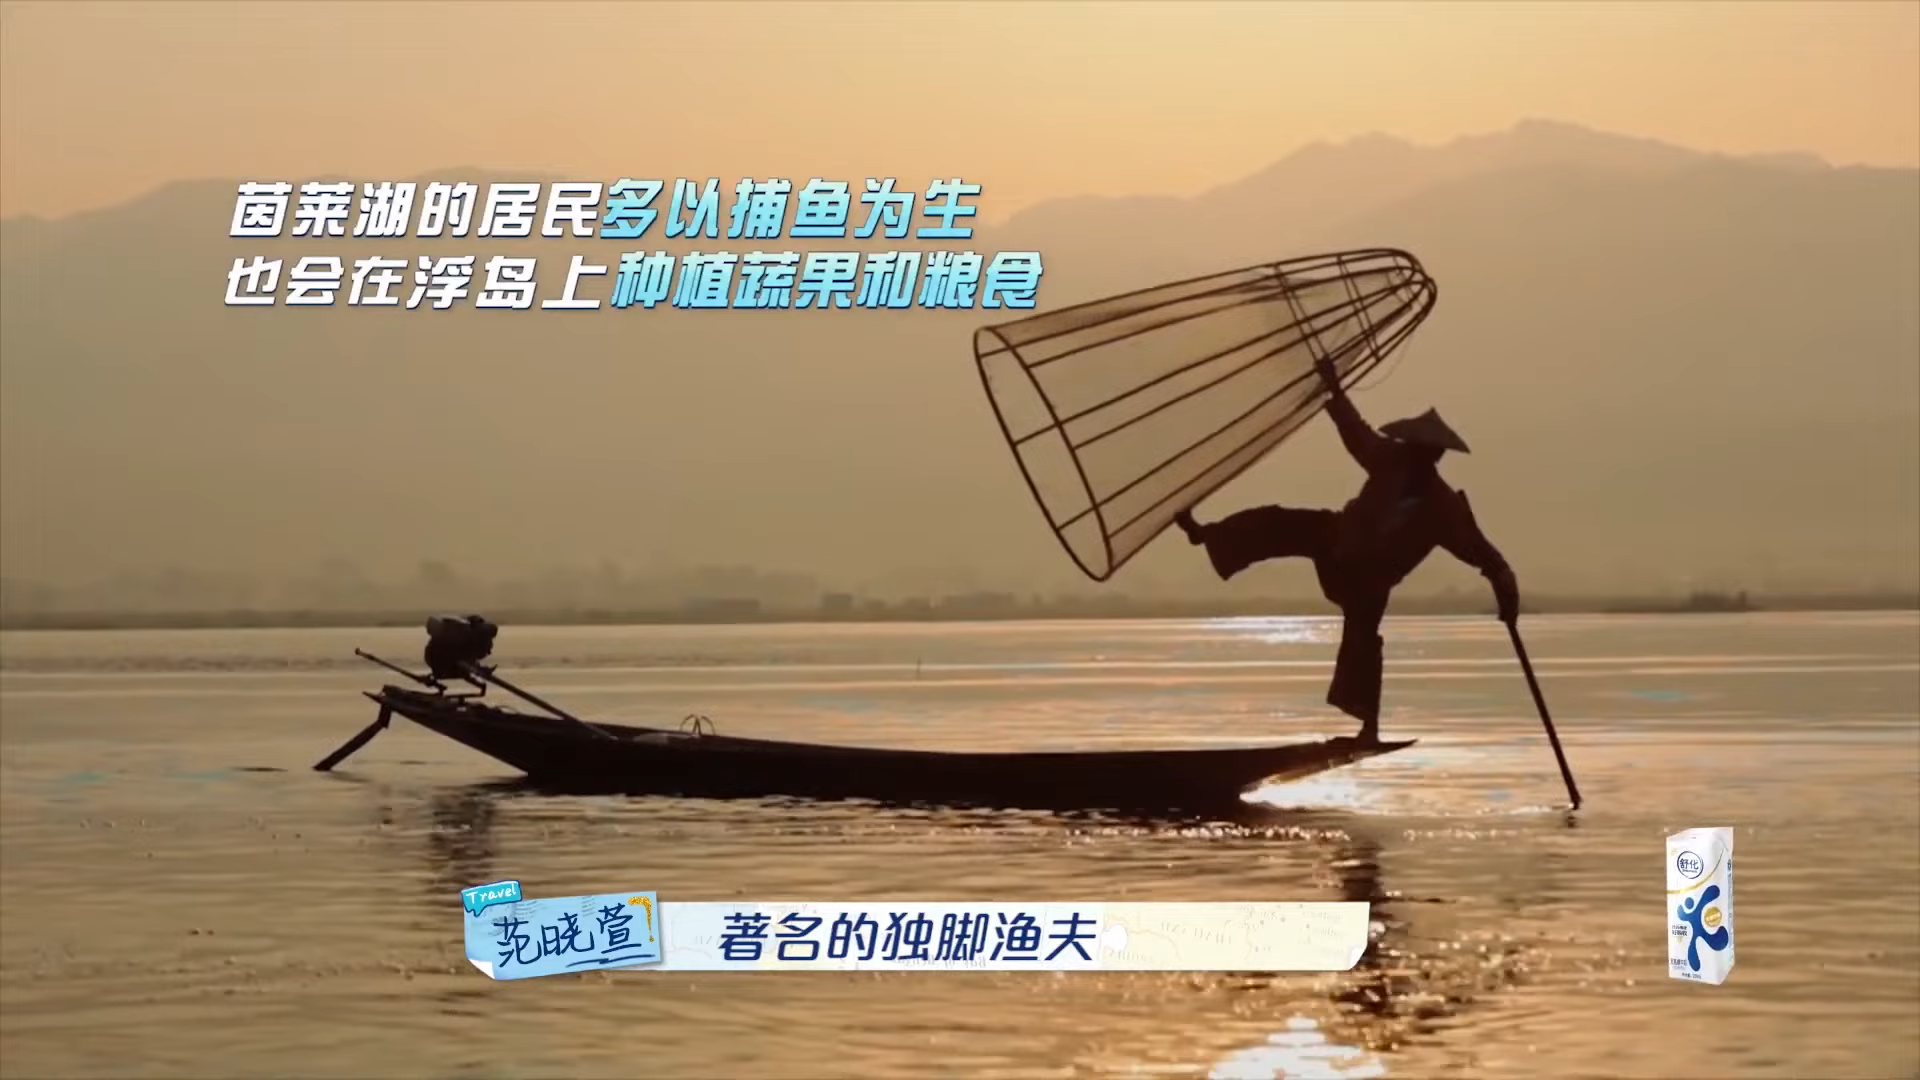 茵莱湖的居民多以捕鱼为生
也会在浮岛上种植蔬果和粮食
Travel
范晓萱
著名的独脚渔夫
舒化